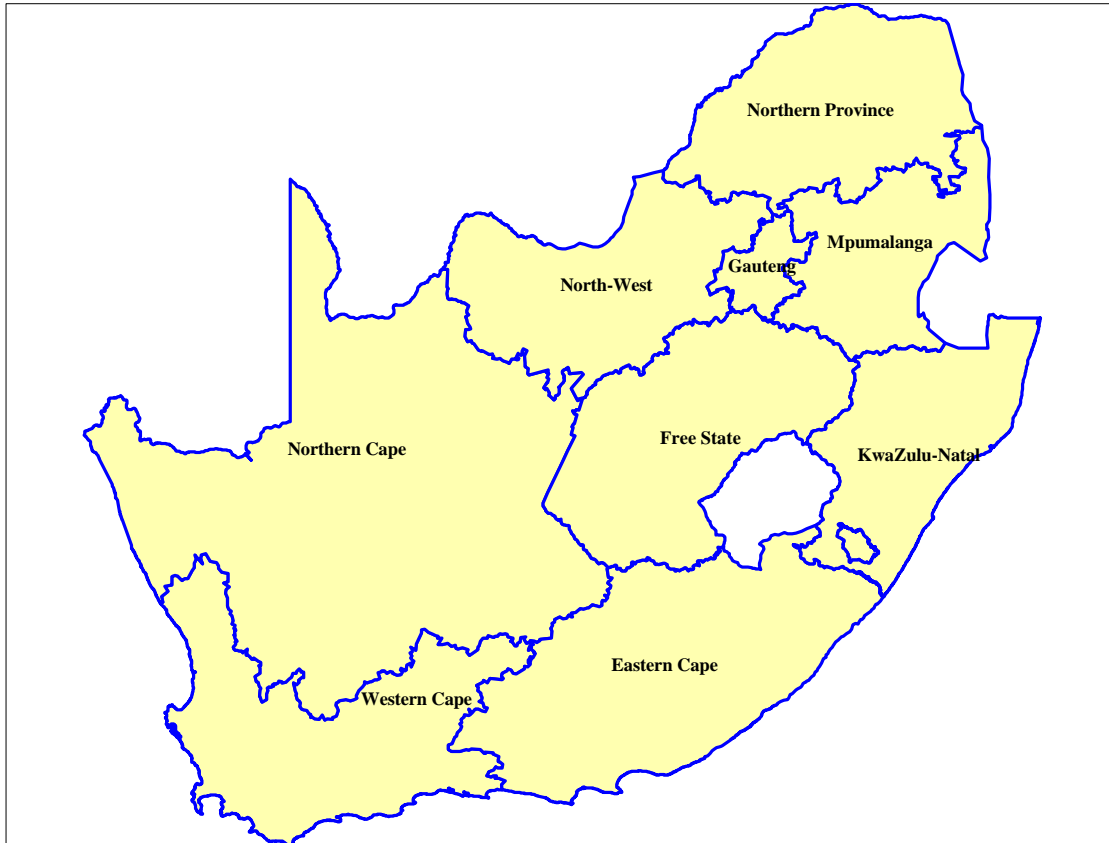 Northern Province
Mpumalanga
Gauteng
North-West
Free State
Northern Cape
KwaZulu-Natal
Eastern Cape
Western Cape